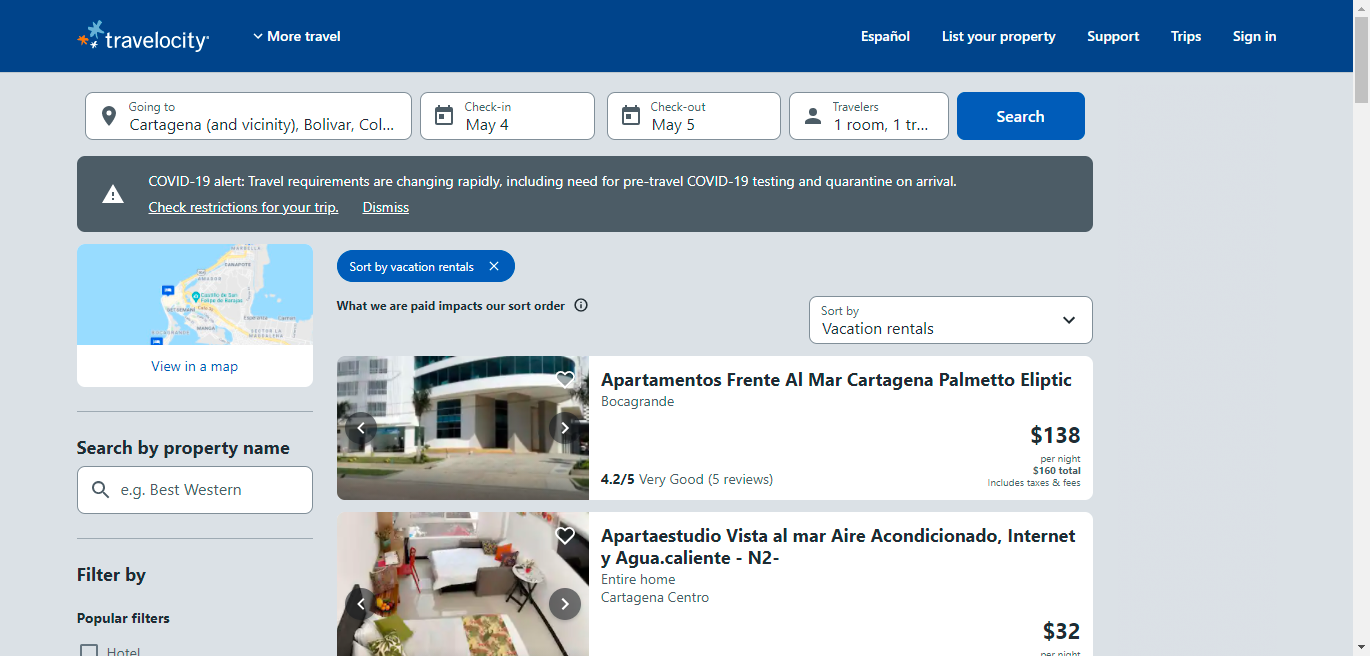 travelocity
More travel
Español
List your property
Support
Trips
Sign in
Going to
Cartagena (and vicinity), Bolivar, Col...
Check-in
May 4
Check-out
May 5
Travelers
1 room, 1 tr...
Search
COVID-19 alert: Travel requirements are changing rapidly, including need for pre-travel COVID-19 testing and quarantine on arrival.
Check restrictions for your trip. Dismiss
View in a map
Sort by vacation rentals
What we are paid impacts our sort order
Sort by
Vacation rentals
Search by property name
e.g. Best Western
Filter by
Popular filters
Hotel
Apartamentos Frente Al Mar Cartagena Palmetto Eliptic
Bocagrande
$138
per night
$160 total
Includes taxes & fees
4.2/5 Very Good (5 reviews)
Apartaestudio Vista al mar Aire Acondicionado, Internet
y Agua.caliente - N2-
Entire home
Cartagena Centro
$32
per night